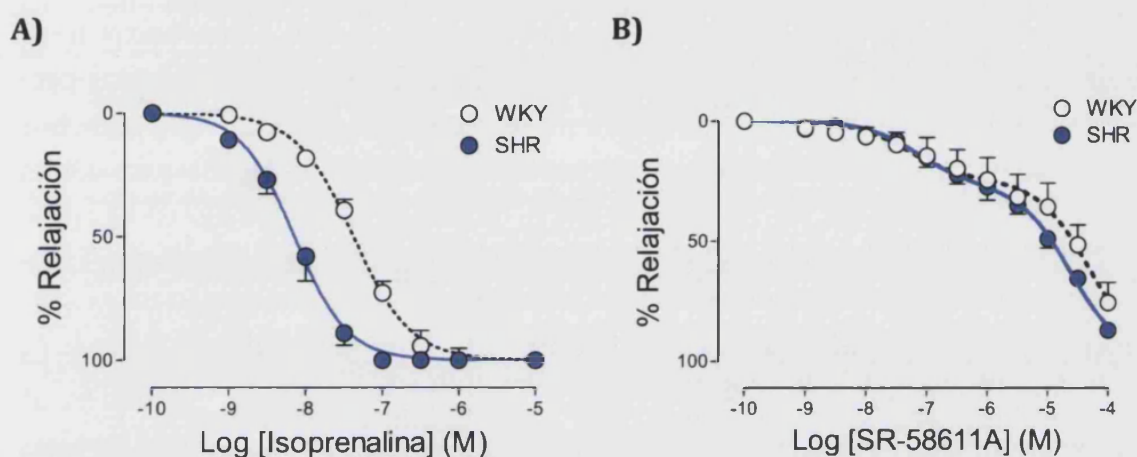 A)
WKY
SHR
0
50
100
% Relajación
-10 -9 -8 -7 -6 -5
Log [Isoprenalina] (M)
B)
WKY
SHR
0
50
100
% Relajación
-10 -9 -8 -7 -6 -5 -4
Log [SR-58611A] (M)